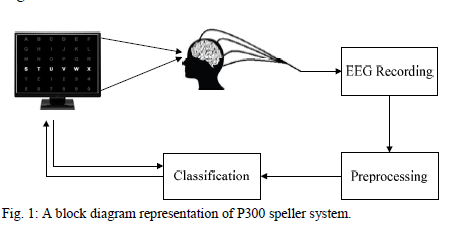 A B C D E F
G H I J K L
M N O P Q R
S T U V W X
EEG Recording
Classification
Preprocessing
Fig. 1: A block diagram representation of P300 speller system.